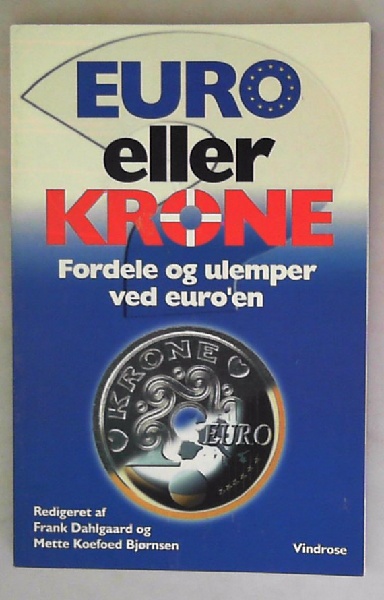 EURO
eller
KRONE
Fordele og ulemper
ved euro'en
KRONE
EURO
Redigeret af
Frank Dahlgaard og
Mette Koefoed Bjørnsen
Vindrose